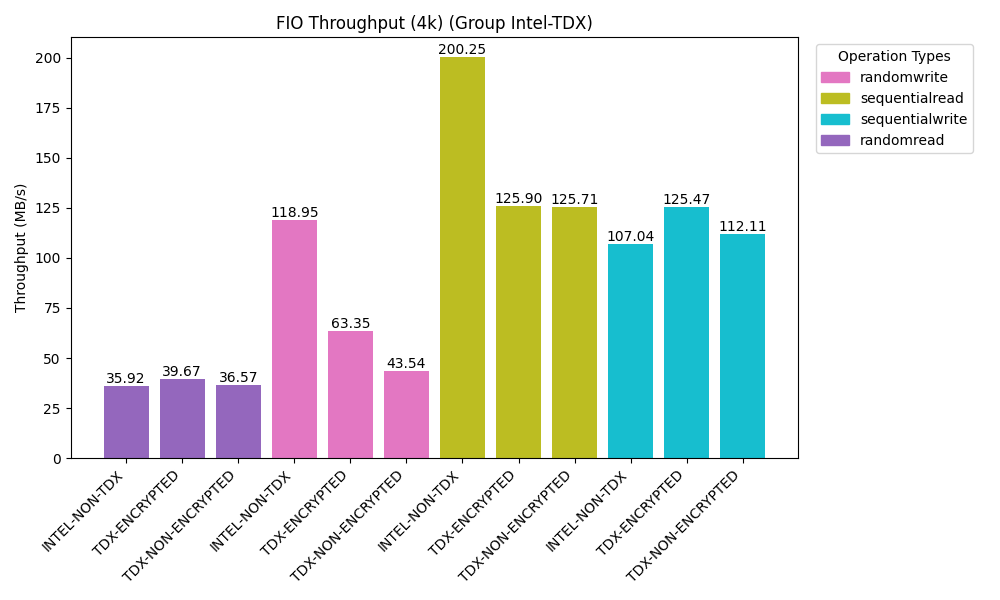 FIO Throughput (4k) (Group Intel-TDX)
Throughput (MB/s)
200
175
150
125
100
75
50
25
0
35.92
39.67
36.57
118.95
63.35
43.54
200.25
125.90
125.71
107.04
125.47
112.11
INTEL-NON-TDX
TDX-ENCRYPTED
TDX-NON-ENCRYPTED
INTEL-NON-TDX
TDX-ENCRYPTED
TDX-NON-ENCRYPTED
INTEL-NON-TDX
TDX-ENCRYPTED
TDX-NON-ENCRYPTED
INTEL-NON-TDX
TDX-ENCRYPTED
TDX-NON-ENCRYPTED
Operation Types
randomwrite
sequentialread
sequentialwrite
randomread